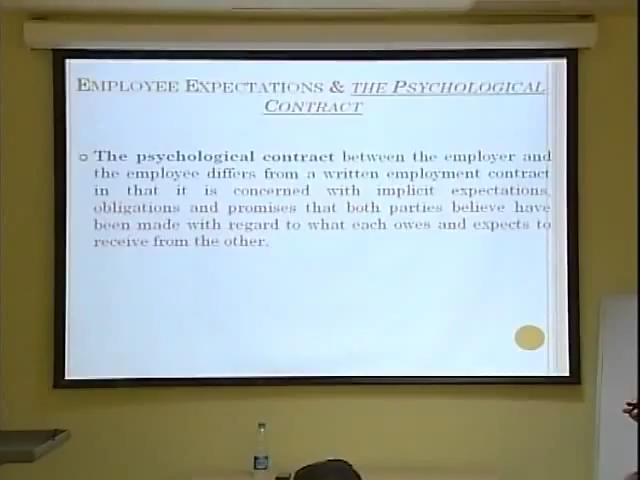 EMPLOYEE EXPECTATIONS & THE PSYCHOLOGICAL
CONTRACT
The psychological contract between the employer and
the employee differs from a written employment contract
in that it is concerned with implicit expectations,
obligations and promises that both parties believe have
been made with regard to what each owes and expects to
receive from the other.